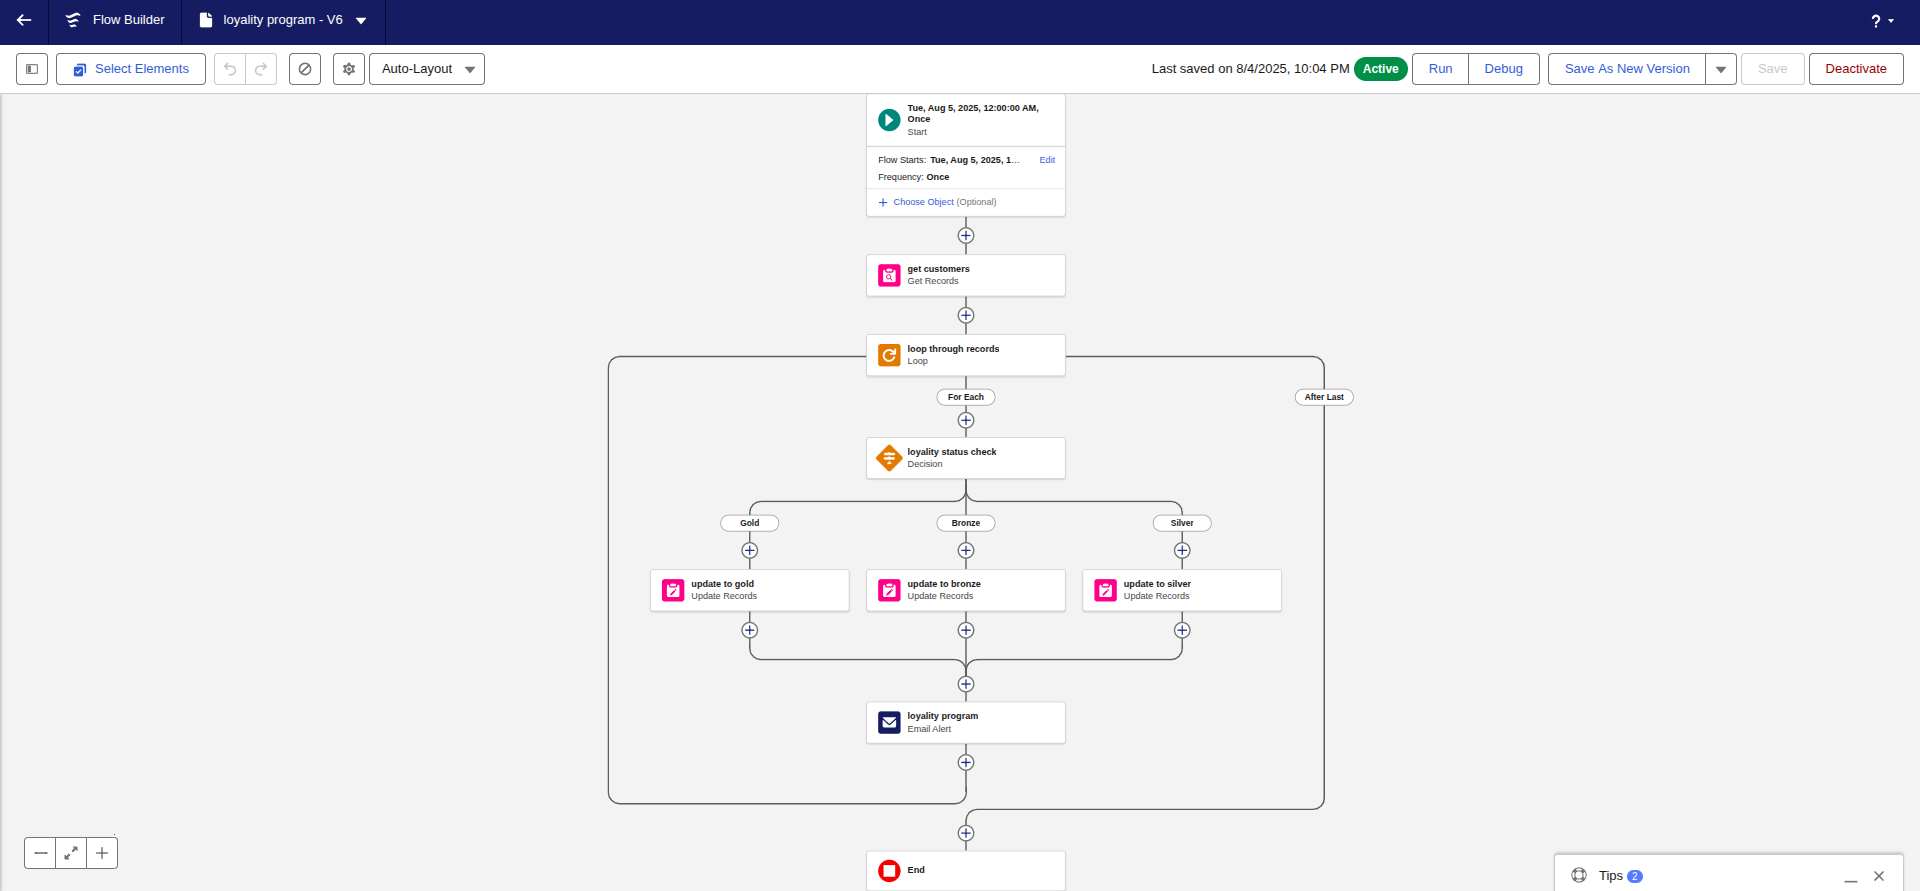 Flow Builder
loyality program - V6
?
Select Elements
Auto-Layout
Last saved on 8/4/2025, 10:04 PM
Active
Run
Debug
Save As New Version
Save
Deactivate
Tue, Aug 5, 2025, 12:00:00 AM,
Once
Start
Flow Starts: Tue, Aug 5, 2025, 1...
Edit
Frequency: Once
Choose Object (Optional)
get customers
Get Records
loop through records
Loop
For Each
After Last
loyality status check
Decision
Gold
Bronze
Silver
update to gold
Update Records
update to bronze
Update Records
update to silver
Update Records
loyality program
Email Alert
End
Tips 2